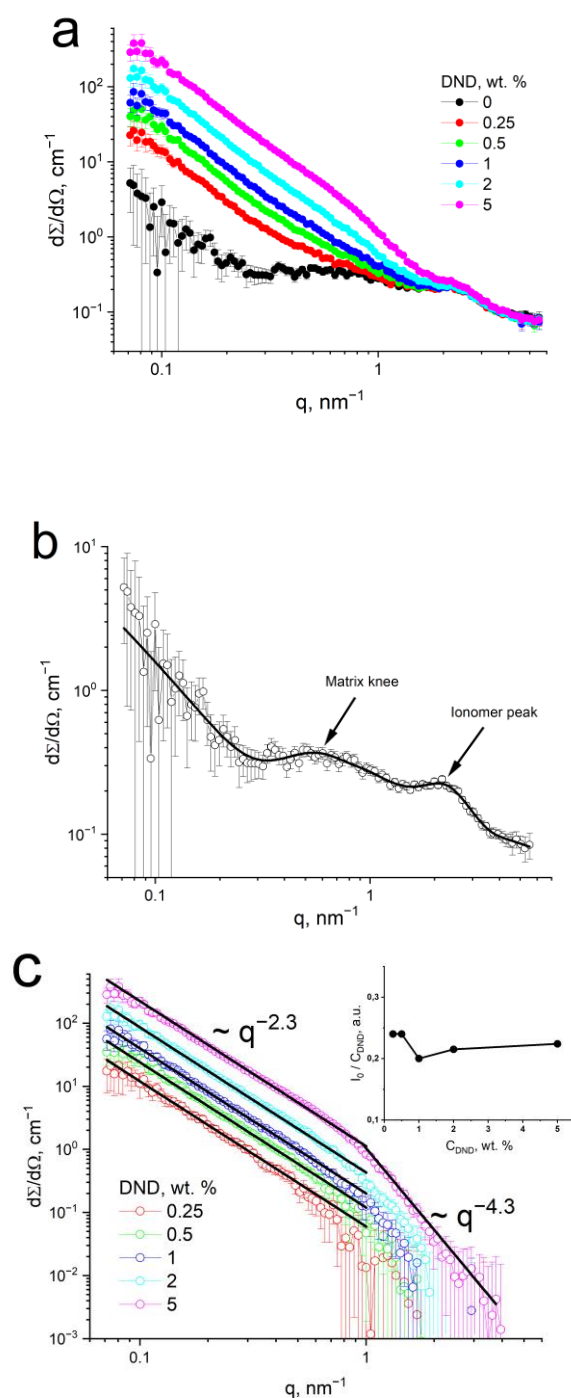 a
dΣ/dΩ, cm⁻¹
10²
10¹
10⁰
10⁻¹
DND, wt. %
0
0.25
0.5
1
2
5
0.1
1
q, nm⁻¹
b
dΣ/dΩ, cm⁻¹
10¹
10⁰
10⁻¹
Matrix knee
Ionomer peak
0.1
1
q, nm⁻¹
c
dΣ/dΩ, cm⁻¹
10²
10¹
10⁰
10⁻¹
10⁻²
10⁻³
~ q⁻²·³
~ q⁻⁴·³
DND, wt. %
0.25
0.5
1
2
5
0.1
1
q, nm⁻¹
I₀ / C_DND, a.u.
0,3
0,2
0,1
0
1
2
3
4
5
C_DND, wt. %